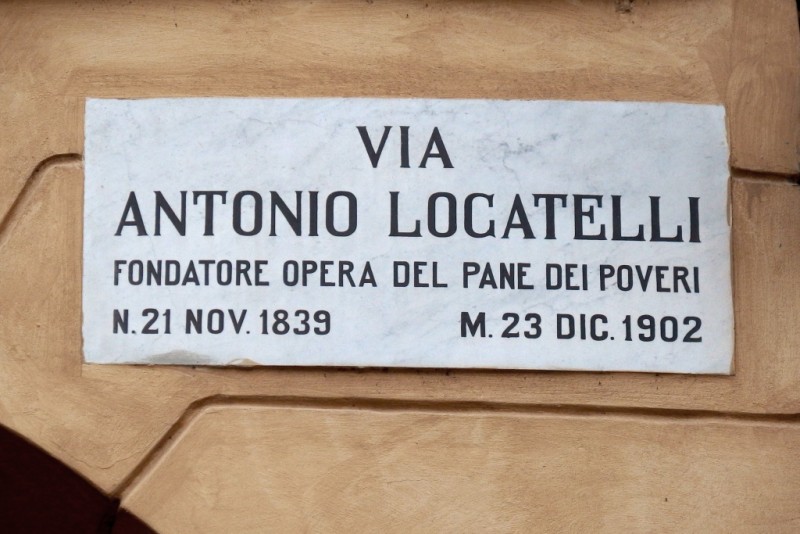 VIA
ANTONIO LOCATELLI
FONDATORE OPERA DEL PANE DEI POVERI
N. 21 NOV. 1839 M. 23 DIC. 1902